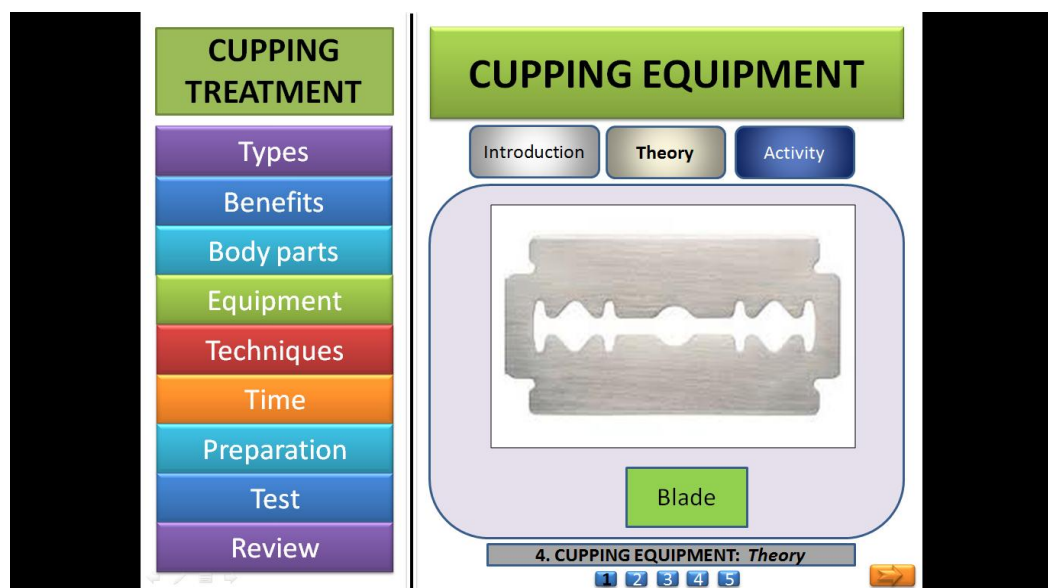 CUPPING
TREATMENT
Types
Benefits
Body parts
Equipment
Techniques
Time
Preparation
Test
Review
CUPPING EQUIPMENT
Introduction
Theory
Activity
Blade
4. CUPPING EQUIPMENT: Theory
1 2 3 4 5